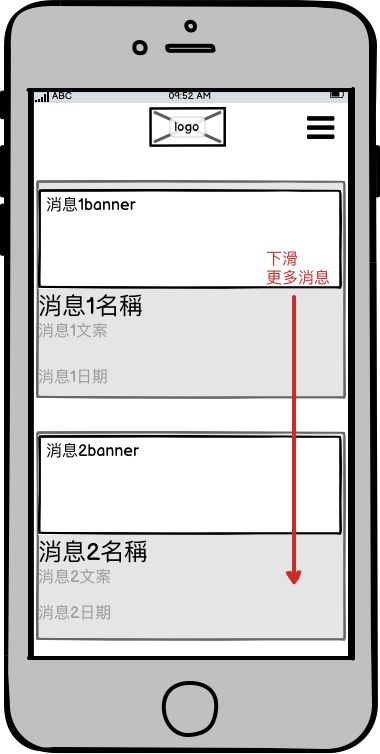 ABC 09:52 AM
logo
消息1banner
下滑
更多消息
消息1名稱
消息1文案
消息1日期
消息2banner
消息2名稱
消息2文案
消息2日期